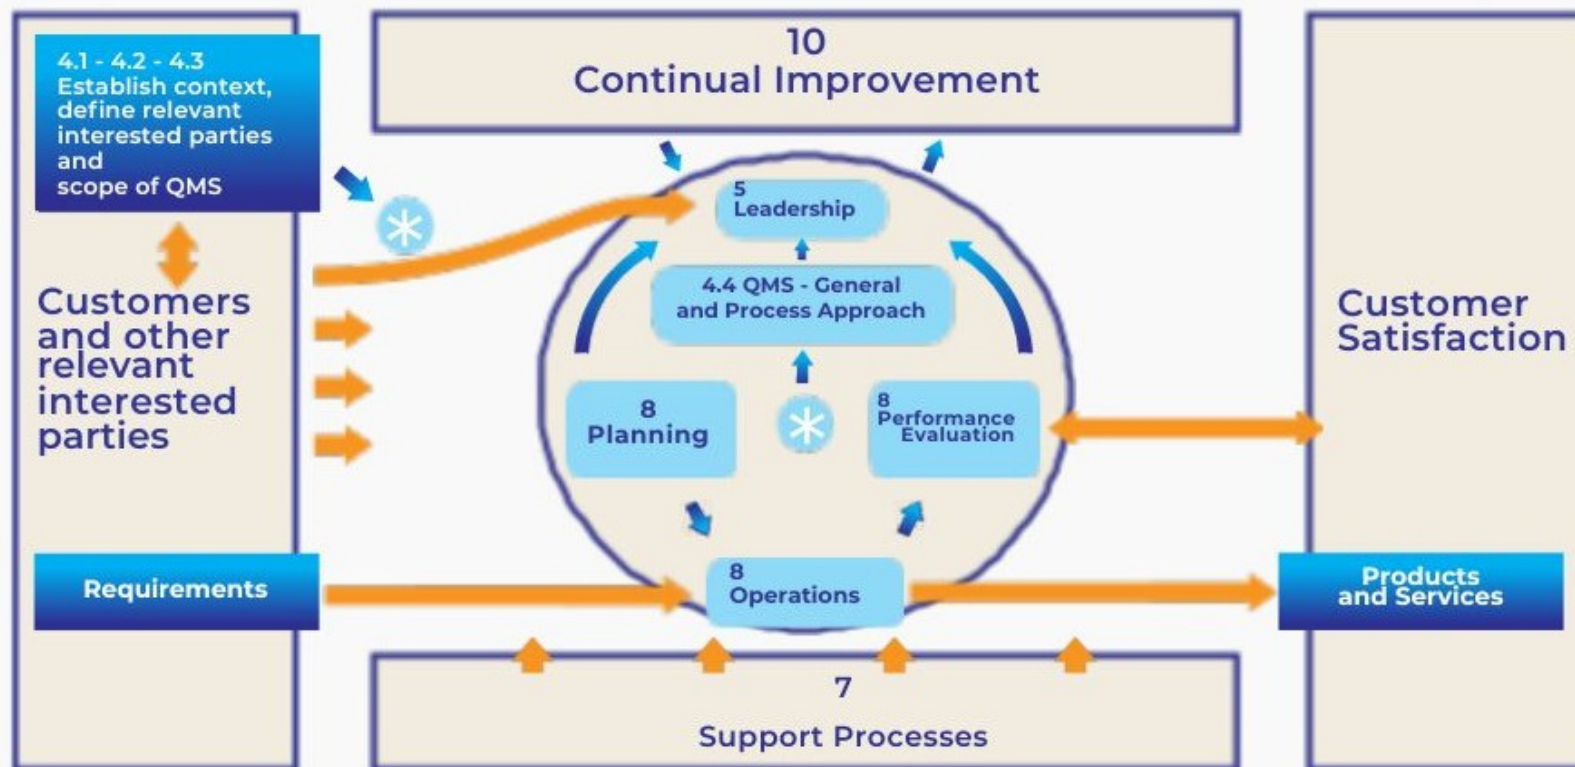 4.1 - 4.2 - 4.3
Establish context,
define relevant
interested parties
and
scope of QMS
Customers
and other
relevant
interested
parties
Requirements
10
Continual Improvement
5
Leadership
4.4 QMS - General
and Process Approach
8
Planning
8
Performance
Evaluation
8
Operations
7
Support Processes
Customer
Satisfaction
Products
and Services